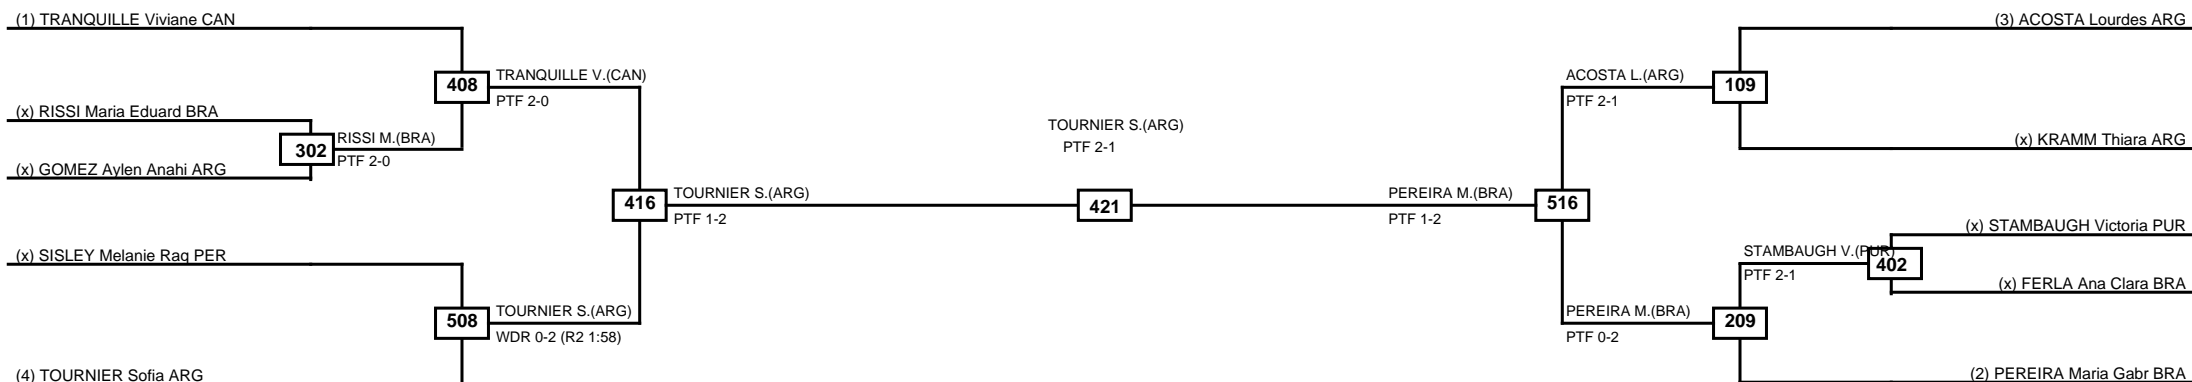 (1) TRANQUILLE Viviane CAN
(x) RISSI Maria Eduard BRA
(x) GOMEZ Aylen Anahi ARG
(x) SISLEY Melanie Raq PER
(4) TOURNIER Sofia ARG
302
RISSI M.(BRA)
PTF 2-0
408
TRANQUILLE V.(CAN)
PTF 2-0
508
TOURNIER S.(ARG)
WDR 0-2 (R2 1:58)
416
TOURNIER S.(ARG)
PTF 1-2
TOURNIER S.(ARG)
PTF 2-1
421
PEREIRA M.(BRA)
PTF 1-2
516
ACOSTA L.(ARG)
PTF 2-1
109
PEREIRA M.(BRA)
PTF 0-2
209
STAMBAUGH V.(PUR)
PTF 2-1
402
(3) ACOSTA Lourdes ARG
(x) KRAMM Thiara ARG
(x) STAMBAUGH Victoria PUR
(x) FERLA Ana Clara BRA
(2) PEREIRA Maria Gabr BRA